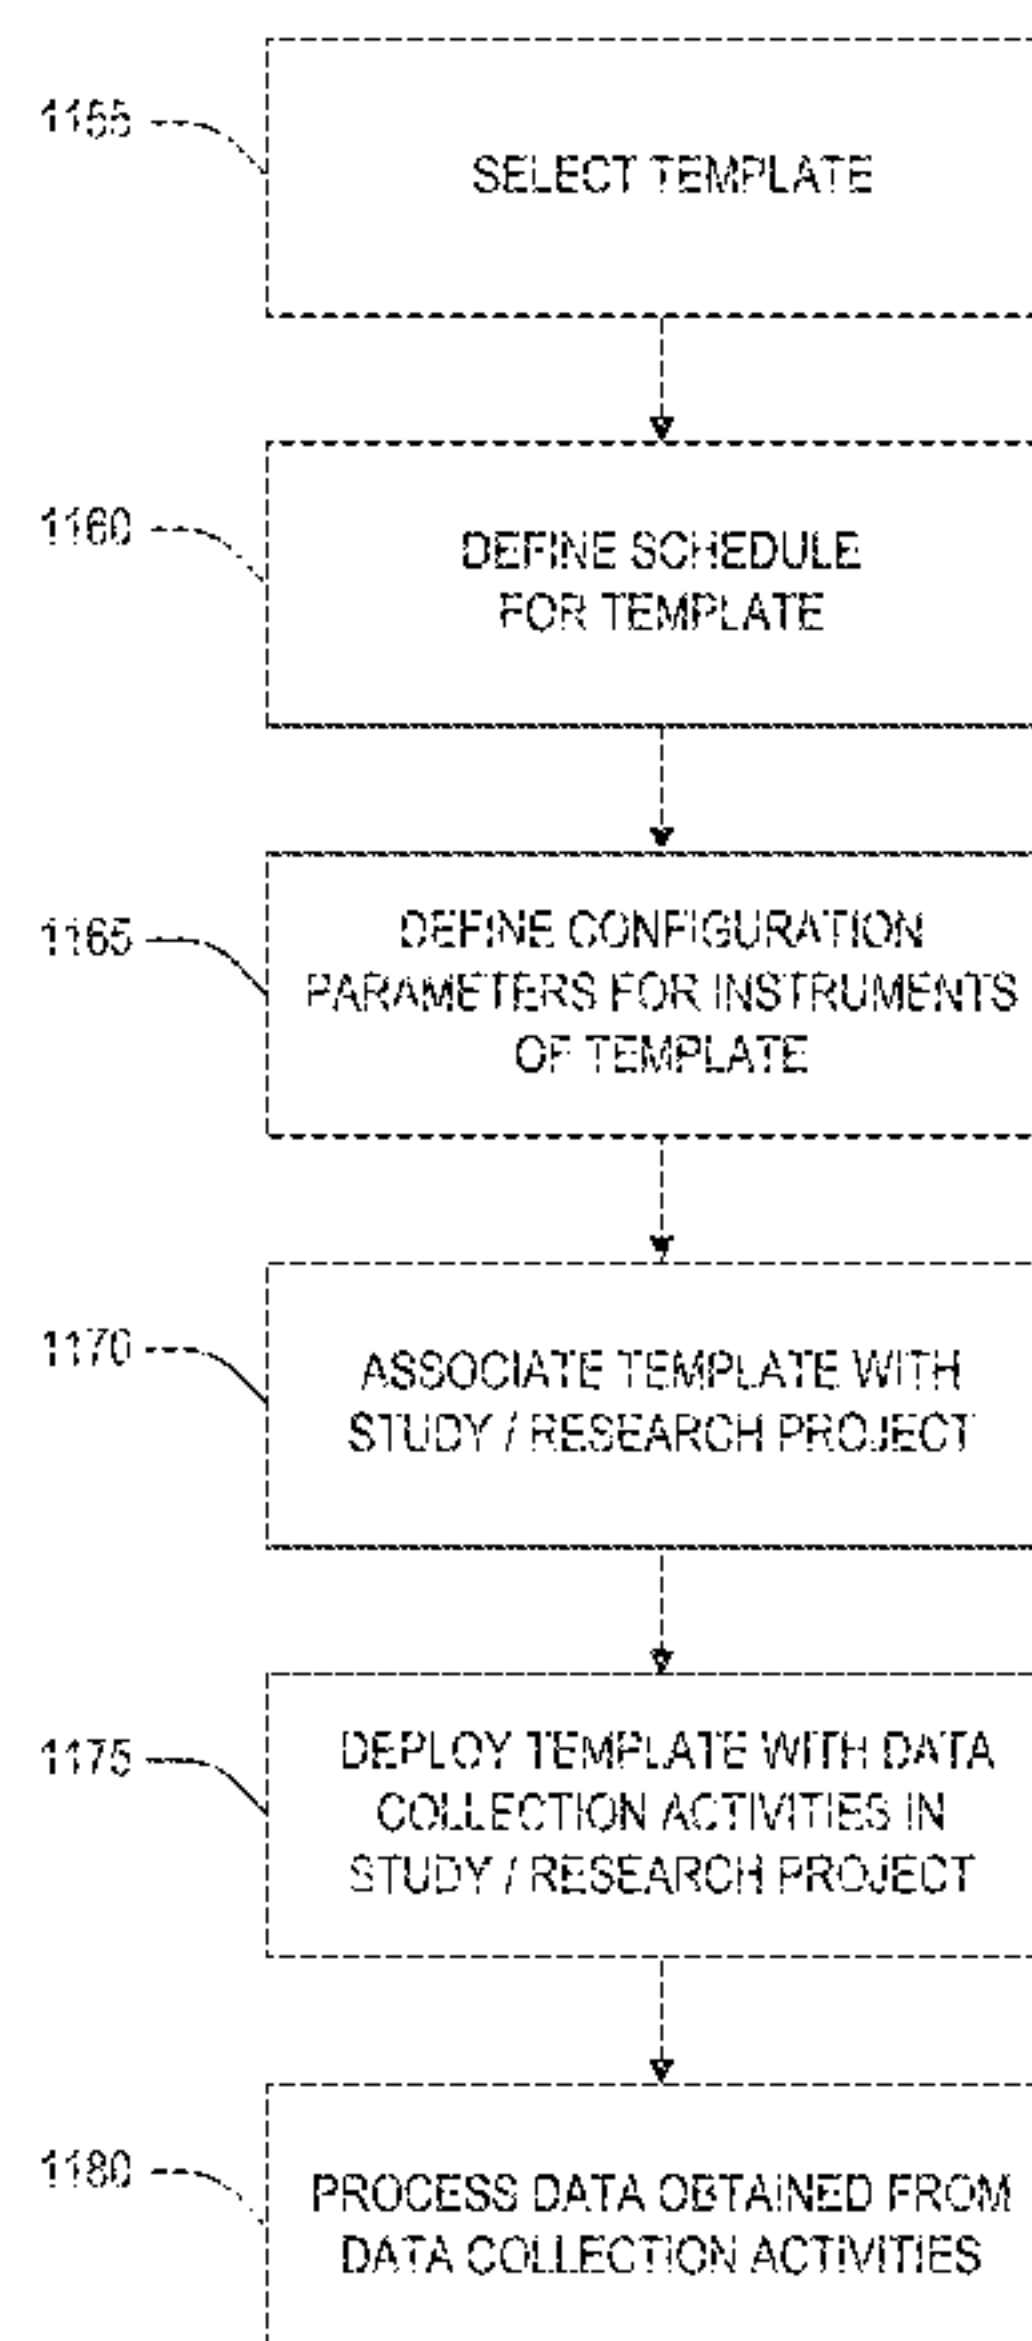 1155
SELECT TEMPLATE
1160
DEFINE SCHEDULE
FOR TEMPLATE
1165
DEFINE CONFIGURATION
PARAMETERS FOR INSTRUMENTS
OF TEMPLATE
1170
ASSOCIATE TEMPLATE WITH
STUDY / RESEARCH PROJECT
1175
DEPLOY TEMPLATE WITH DATA
COLLECTION ACTIVITIES IN
STUDY / RESEARCH PROJECT
1180
PROCESS DATA OBTAINED FROM
DATA COLLECTION ACTIVITIES